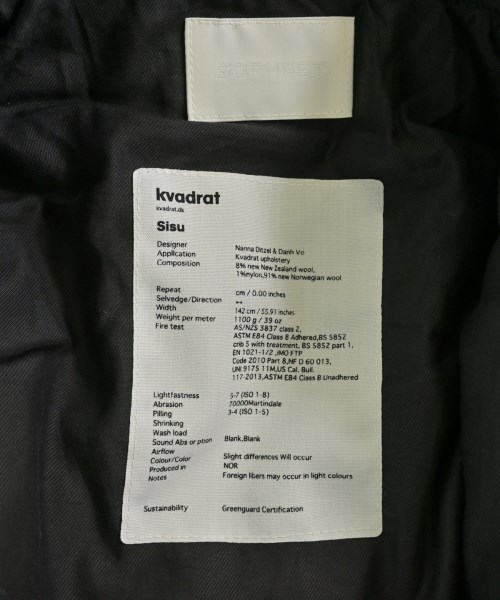 kvadrat
kvadrat.dk
Sisu
Designer Nanna Ditzel & Danh Vo
Application Kvadrat upholstery
Composition 8% new New Zealand wool,
1%nylon,91% new Norwegian wool
Repeat cm / 0.00 inches
Selvedge/Direction ↔
Width 142 cm / 55.91 inches
Weight per meter 1100 g / 39 oz
Fire test AS/NZS 3837 class 2,
ASTM E84 Class B Adhered,BS 5852
crib 5 with treatment, BS 5852 part 1,
EN 1021-1/2 ,IMO FTP
Code 2010 Part 8,NF D 60 013,
UNI 9175 1IM,US Cal. Bull.
117-2013,ASTM E84 Class B Unadhered
Lightfastness 5-7 (ISO 1-8)
Abrasion 70000Martindale
Pilling 3-4 (ISO 1-5)
Shrinking
Wash load
Sound Abs or ption Blank,Blank
Airflow
Colour/Color Slight differences Will occur
Produced in NOR
Notes Foreign fibers may occur in light colours
Sustainability Greenguard Certification